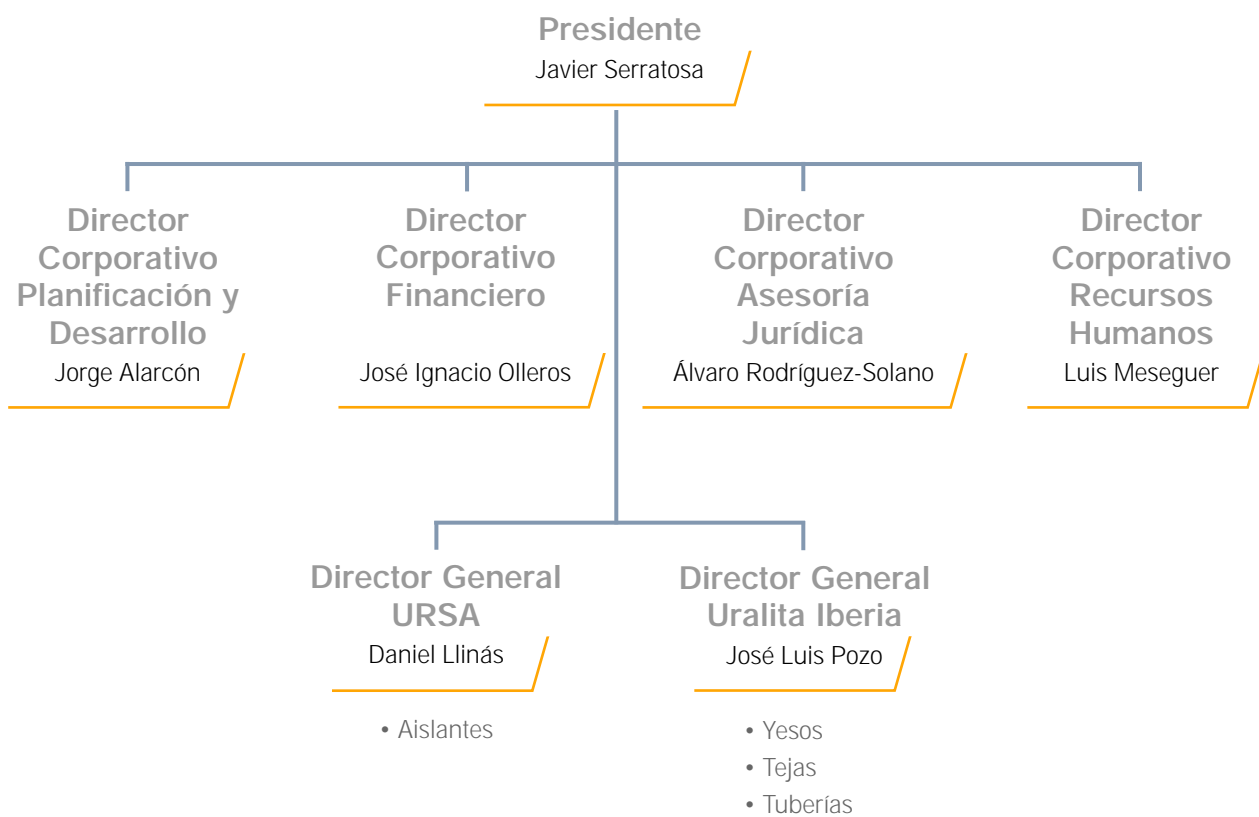 Presidente
Javier Serratosa
Director
Corporativo
Planificación y
Desarrollo
Jorge Alarcón
Director
Corporativo
Financiero
José Ignacio Olleros
Director
Corporativo
Asesoría
Jurídica
Álvaro Rodríguez-Solano
Director
Corporativo
Recursos
Humanos
Luis Meseguer
Director General
URSA
Daniel Llinás
• Aislantes
Director General
Uralita Iberia
José Luis Pozo
• Yesos
• Tejas
• Tuberías